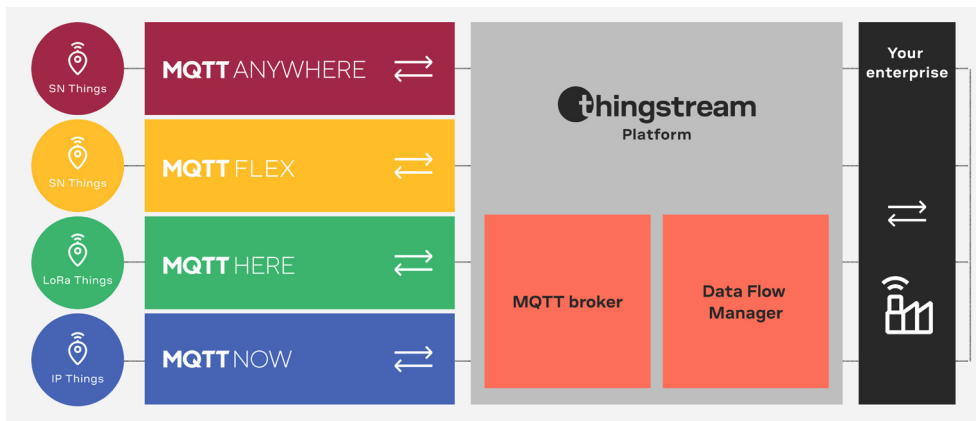 SN Things
MQTT ANYWHERE
SN Things
MQTT FLEX
LoRa Things
MQTT HERE
IP Things
MQTT NOW
thingstream
Platform
MQTT broker
Data Flow
Manager
Your
enterprise